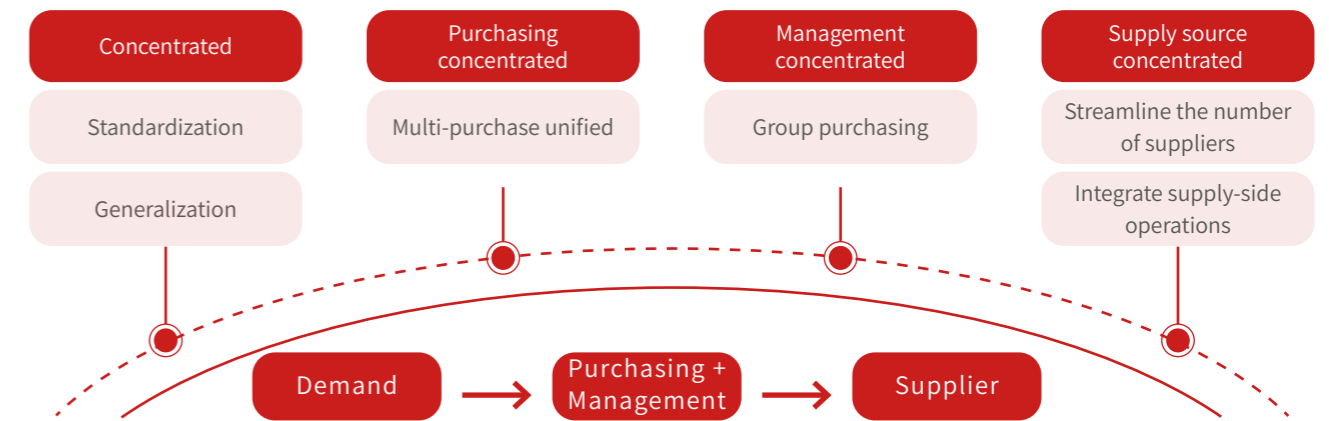 Concentrated
Standardization
Generalization
Purchasing
concentrated
Multi-purchase unified
Management
concentrated
Group purchasing
Supply source
concentrated
Streamline the number
of suppliers
Integrate supply-side
operations
Demand
Purchasing +
Management
Supplier